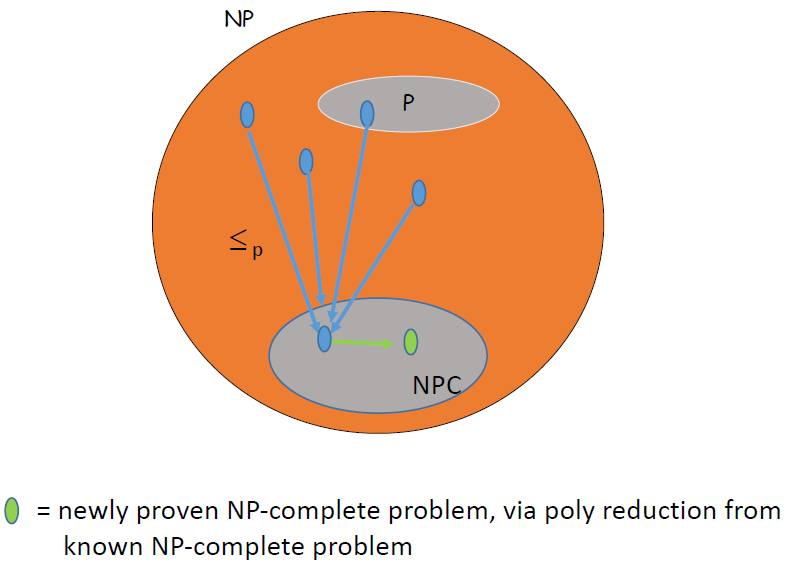 NP
P
≤ p
NPC
= newly proven NP-complete problem, via poly reduction from
known NP-complete problem